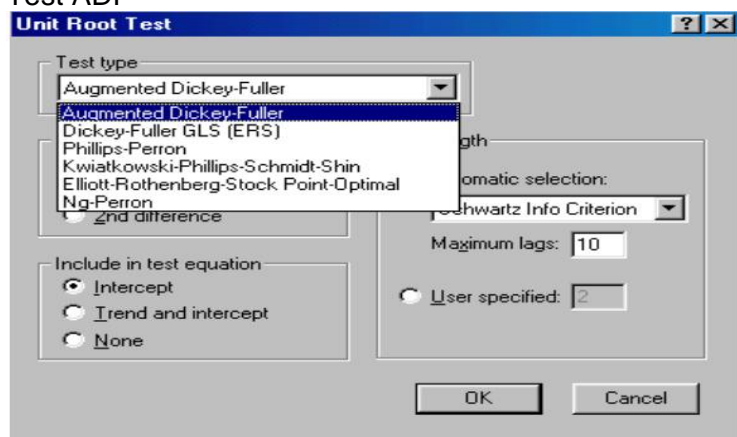 Test ADF
Unit Root Test
Test type
Augmented Dickey-Fuller
Augmented Dickey-Fuller
Dickey-Fuller GLS (ERS)
Phillips-Perron
Kwiatkowski-Phillips-Schmidt-Shin
Elliott-Rothenberg-Stock Point-Optimal
Ng-Perron
2nd difference
gth
omatic selection:
Schwartz Info Criterion
Maximum lags: 10
User specified: 2
Include in test equation
Intercept
Trend and intercept
None
OK
Cancel